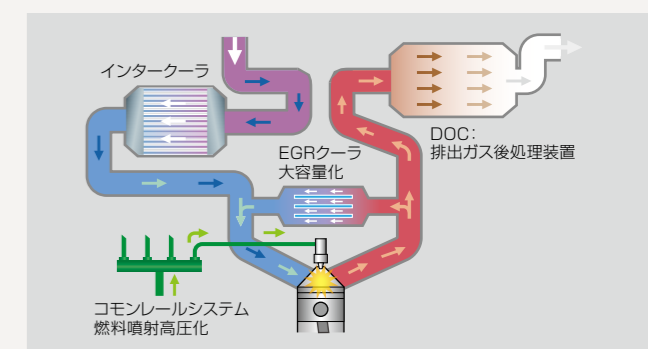 インタークーラ
EGRクーラ
大容量化
DOC：
排出ガス後処理装置
コモンレールシステム
燃料噴射高圧化